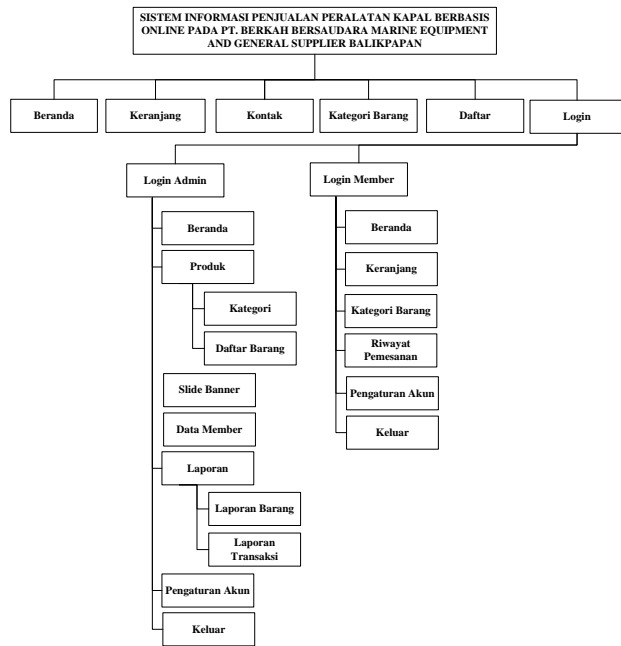 SISTEM INFORMASI PENJUALAN PERALATAN KAPAL BERBASIS
ONLINE PADA PT. BERKAH BERSAUDARA MARINE EQUIPMENT
AND GENERAL SUPPLIER BALIKPAPAN
Beranda
Keranjang
Kontak
Kategori Barang
Daftar
Login
Login Admin
Beranda
Produk
Kategori
Daftar Barang
Slide Banner
Data Member
Laporan
Laporan Barang
Laporan
Transaksi
Pengaturan Akun
Keluar
Login Member
Beranda
Keranjang
Kategori Barang
Riwayat
Pemesanan
Pengaturan Akun
Keluar